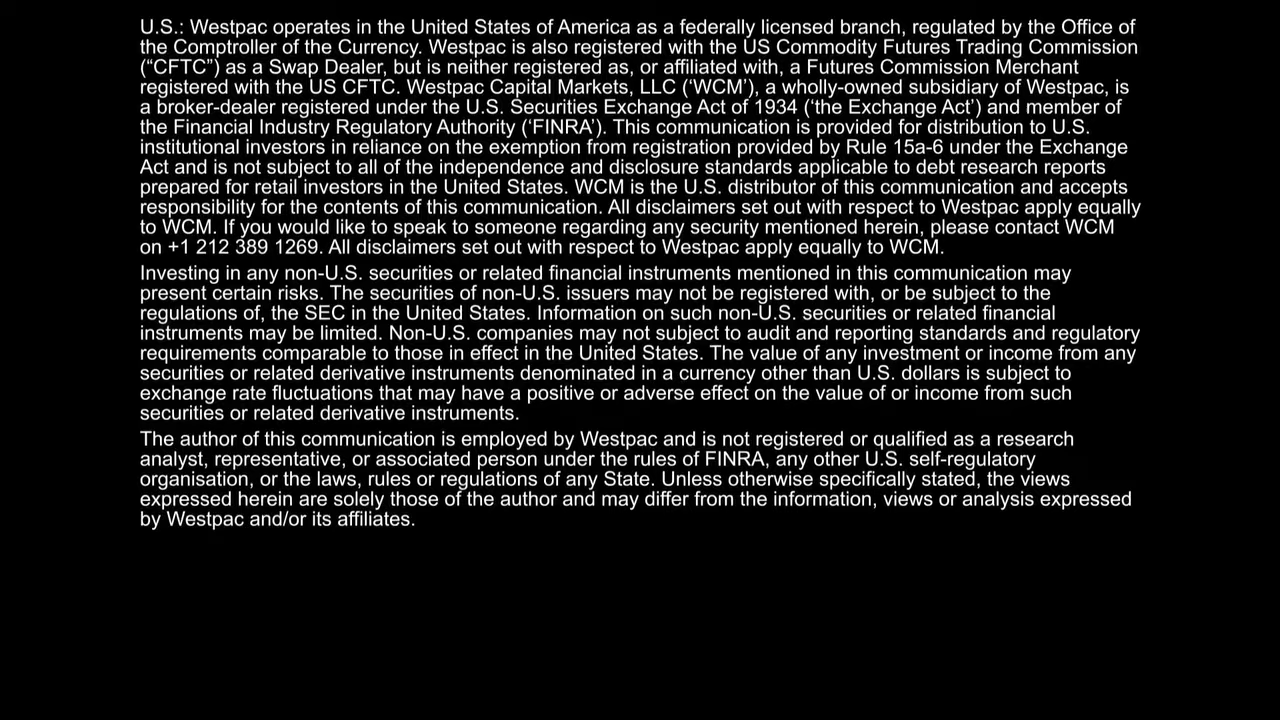 U.S.: Westpac operates in the United States of America as a federally licensed branch, regulated by the Office of
the Comptroller of the Currency. Westpac is also registered with the US Commodity Futures Trading Commission
(“CFTC”) as a Swap Dealer, but is neither registered as, or affiliated with, a Futures Commission Merchant
registered with the US CFTC. Westpac Capital Markets, LLC (‘WCM’), a wholly-owned subsidiary of Westpac, is
a broker-dealer registered under the U.S. Securities Exchange Act of 1934 (‘the Exchange Act’) and member of
the Financial Industry Regulatory Authority (‘FINRA’). This communication is provided for distribution to U.S.
institutional investors in reliance on the exemption from registration provided by Rule 15a-6 under the Exchange
Act and is not subject to all of the independence and disclosure standards applicable to debt research reports
prepared for retail investors in the United States. WCM is the U.S. distributor of this communication and accepts
responsibility for the contents of this communication. All disclaimers set out with respect to Westpac apply equally
to WCM. If you would like to speak to someone regarding any security mentioned herein, please contact WCM
on +1 212 389 1269. All disclaimers set out with respect to Westpac apply equally to WCM.
Investing in any non-U.S. securities or related financial instruments mentioned in this communication may
present certain risks. The securities of non-U.S. issuers may not be registered with, or be subject to the
regulations of, the SEC in the United States. Information on such non-U.S. securities or related financial
instruments may be limited. Non-U.S. companies may not subject to audit and reporting standards and regulatory
requirements comparable to those in effect in the United States. The value of any investment or income from any
securities or related derivative instruments denominated in a currency other than U.S. dollars is subject to
exchange rate fluctuations that may have a positive or adverse effect on the value of or income from such
securities or related derivative instruments.
The author of this communication is employed by Westpac and is not registered or qualified as a research
analyst, representative, or associated person under the rules of FINRA, any other U.S. self-regulatory
organisation, or the laws, rules or regulations of any State. Unless otherwise specifically stated, the views
expressed herein are solely those of the author and may differ from the information, views or analysis expressed
by Westpac and/or its affiliates.